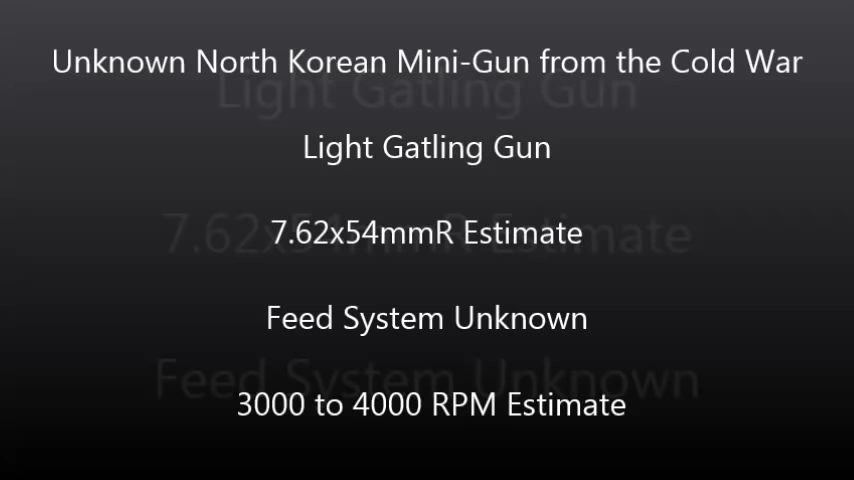 Unknown North Korean Mini-Gun from the Cold War
Light Gatling Gun
7.62x54mmR Estimate
Feed System Unknown
3000 to 4000 RPM Estimate